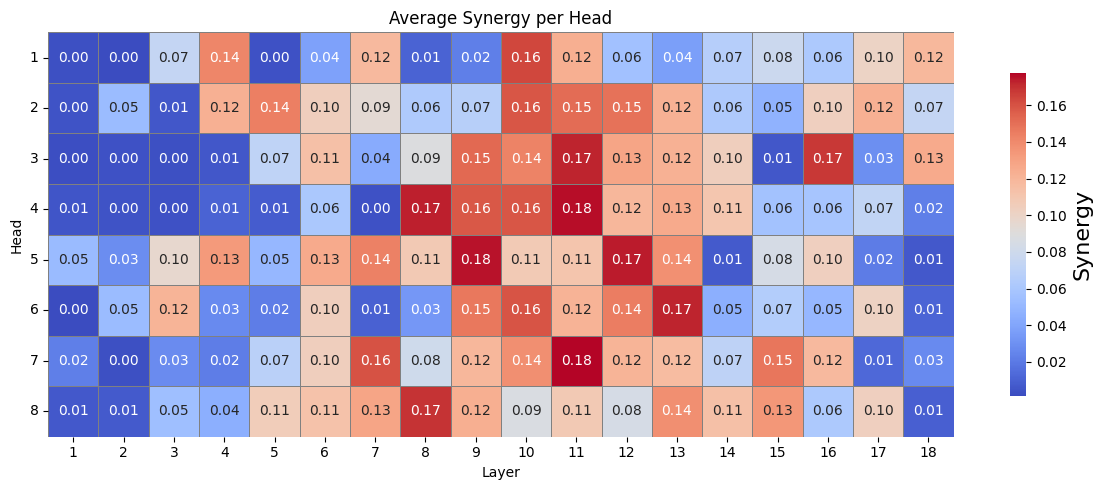 Average Synergy per Head
1 0.00 0.00 0.07 0.14 0.00 0.04 0.12 0.01 0.02 0.16 0.12 0.06 0.04 0.07 0.08 0.06 0.10 0.12
2 0.00 0.05 0.01 0.12 0.14 0.10 0.09 0.06 0.07 0.16 0.15 0.15 0.12 0.06 0.05 0.10 0.12 0.07
3 0.00 0.00 0.00 0.01 0.07 0.11 0.04 0.09 0.15 0.14 0.17 0.13 0.12 0.10 0.01 0.17 0.03 0.13
4 0.01 0.00 0.00 0.01 0.01 0.06 0.00 0.17 0.16 0.16 0.18 0.12 0.13 0.11 0.06 0.06 0.07 0.02
5 0.05 0.03 0.10 0.13 0.05 0.13 0.14 0.11 0.18 0.11 0.11 0.17 0.14 0.01 0.08 0.10 0.02 0.01
6 0.00 0.05 0.12 0.03 0.02 0.10 0.01 0.03 0.15 0.16 0.12 0.14 0.17 0.05 0.07 0.05 0.10 0.01
7 0.02 0.00 0.03 0.02 0.07 0.10 0.16 0.08 0.12 0.14 0.18 0.12 0.12 0.07 0.15 0.12 0.01 0.03
8 0.01 0.01 0.05 0.04 0.11 0.11 0.13 0.17 0.12 0.09 0.11 0.08 0.14 0.11 0.13 0.06 0.10 0.01
1 2 3 4 5 6 7 8 9 10 11 12 13 14 15 16 17 18
Layer
Head
0.16
0.14
0.12
0.10
0.08
0.06
0.04
0.02
Synergy